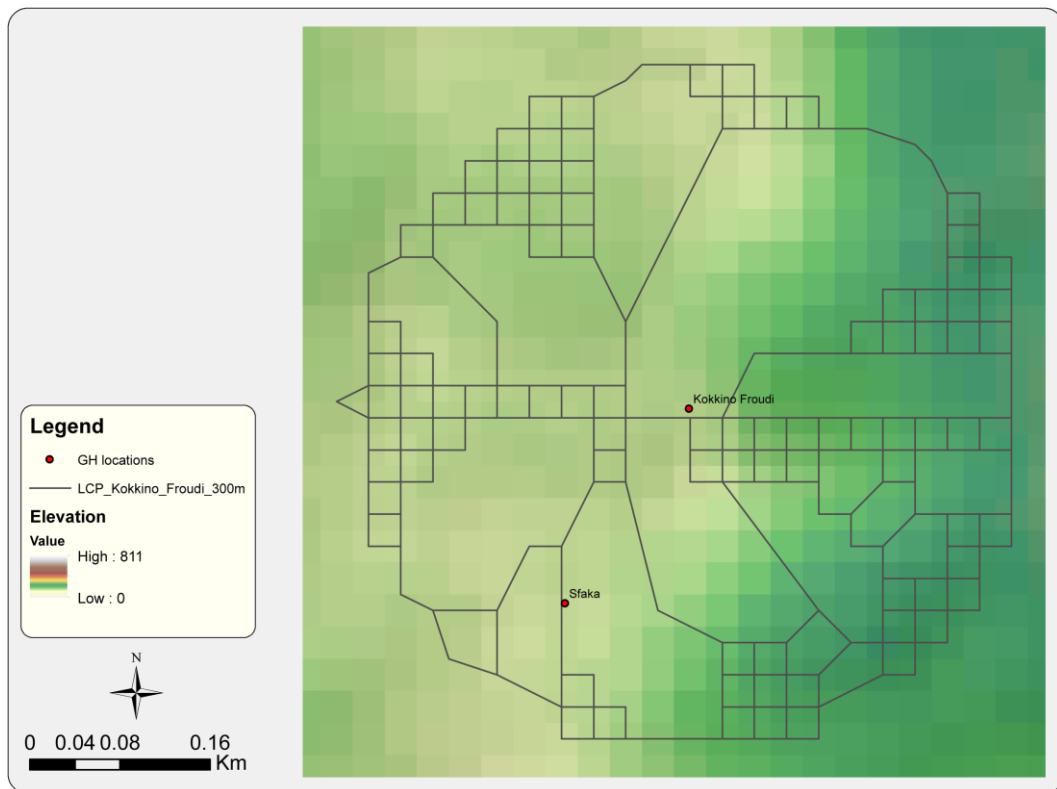 Kokkino Froudi
Sfaka
Legend
GH locations
LCP_Kokkino_Froudi_300m
Elevation
Value
High : 811
Low : 0
N
0 0.04 0.08 0.16
Km